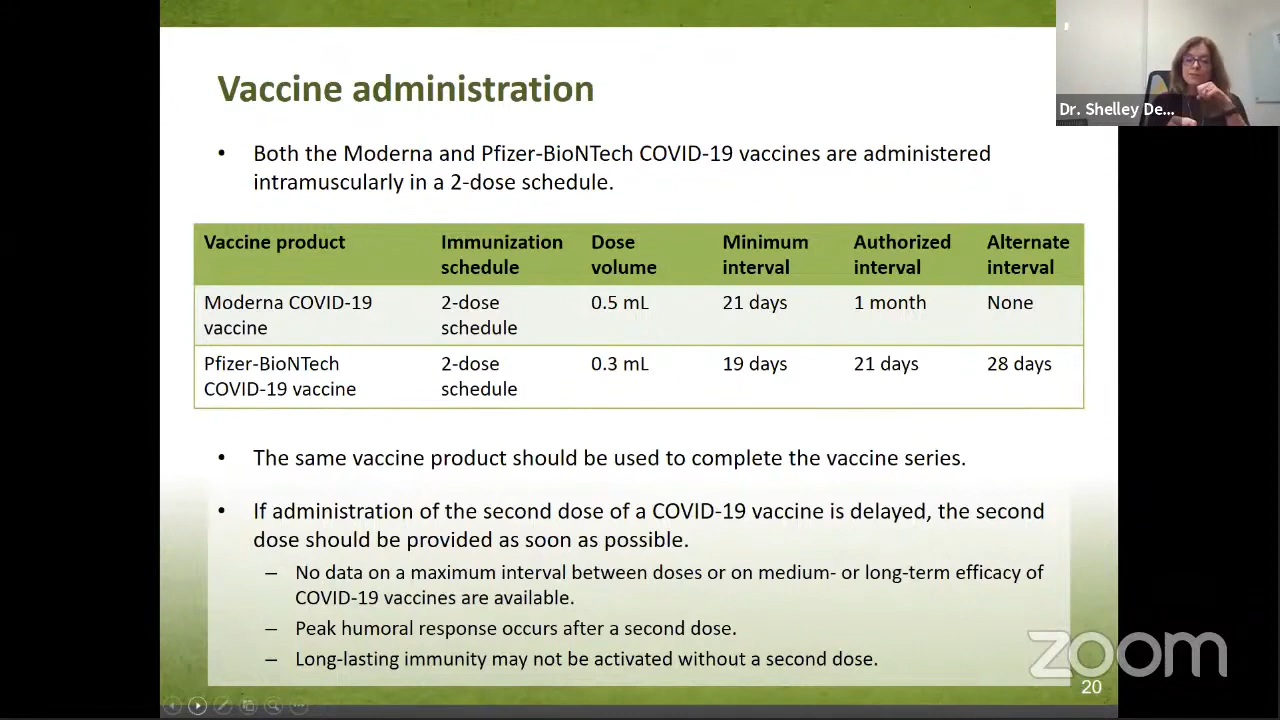 Vaccine administration
Dr. Shelley De...
• Both the Moderna and Pfizer-BioNTech COVID-19 vaccines are administered
intramuscularly in a 2-dose schedule.
Vaccine product Immunization schedule Dose volume Minimum interval Authorized interval Alternate interval
Moderna COVID-19 vaccine 2-dose schedule 0.5 mL 21 days 1 month None
Pfizer-BioNTech COVID-19 vaccine 2-dose schedule 0.3 mL 19 days 21 days 28 days
• The same vaccine product should be used to complete the vaccine series.
• If administration of the second dose of a COVID-19 vaccine is delayed, the second
dose should be provided as soon as possible.
– No data on a maximum interval between doses or on medium- or long-term efficacy of
COVID-19 vaccines are available.
– Peak humoral response occurs after a second dose.
– Long-lasting immunity may not be activated without a second dose.
zoom
20